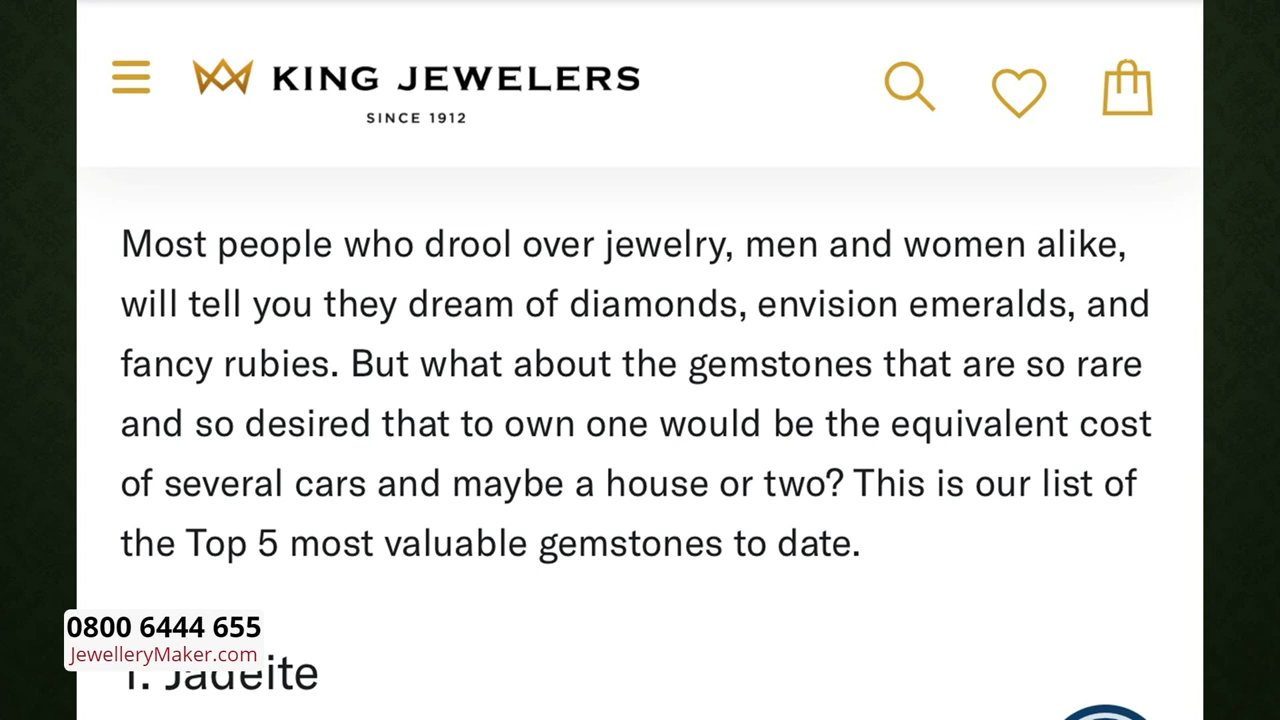 KING JEWELERS
SINCE 1912
Most people who drool over jewelry, men and women alike,
will tell you they dream of diamonds, envision emeralds, and
fancy rubies. But what about the gemstones that are so rare
and so desired that to own one would be the equivalent cost
of several cars and maybe a house or two? This is our list of
the Top 5 most valuable gemstones to date.
0800 6444 655
JewelleryMaker.com
1. Jadeite